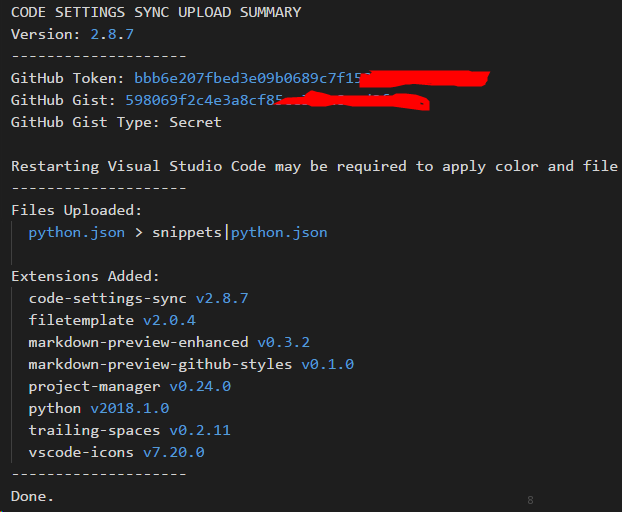 CODE SETTINGS SYNC UPLOAD SUMMARY
Version: 2.8.7
--------------------
GitHub Token:
GitHub Gist:
GitHub Gist Type: Secret
Restarting Visual Studio Code may be required to apply color and file
--------------------
Files Uploaded:
python.json > snippets|python.json
Extensions Added:
code-settings-sync v2.8.7
filetemplate v2.0.4
markdown-preview-enhanced v0.3.2
markdown-preview-github-styles v0.1.0
project-manager v0.24.0
python v2018.1.0
trailing-spaces v0.2.11
vscode-icons v7.20.0
--------------------
Done.
8